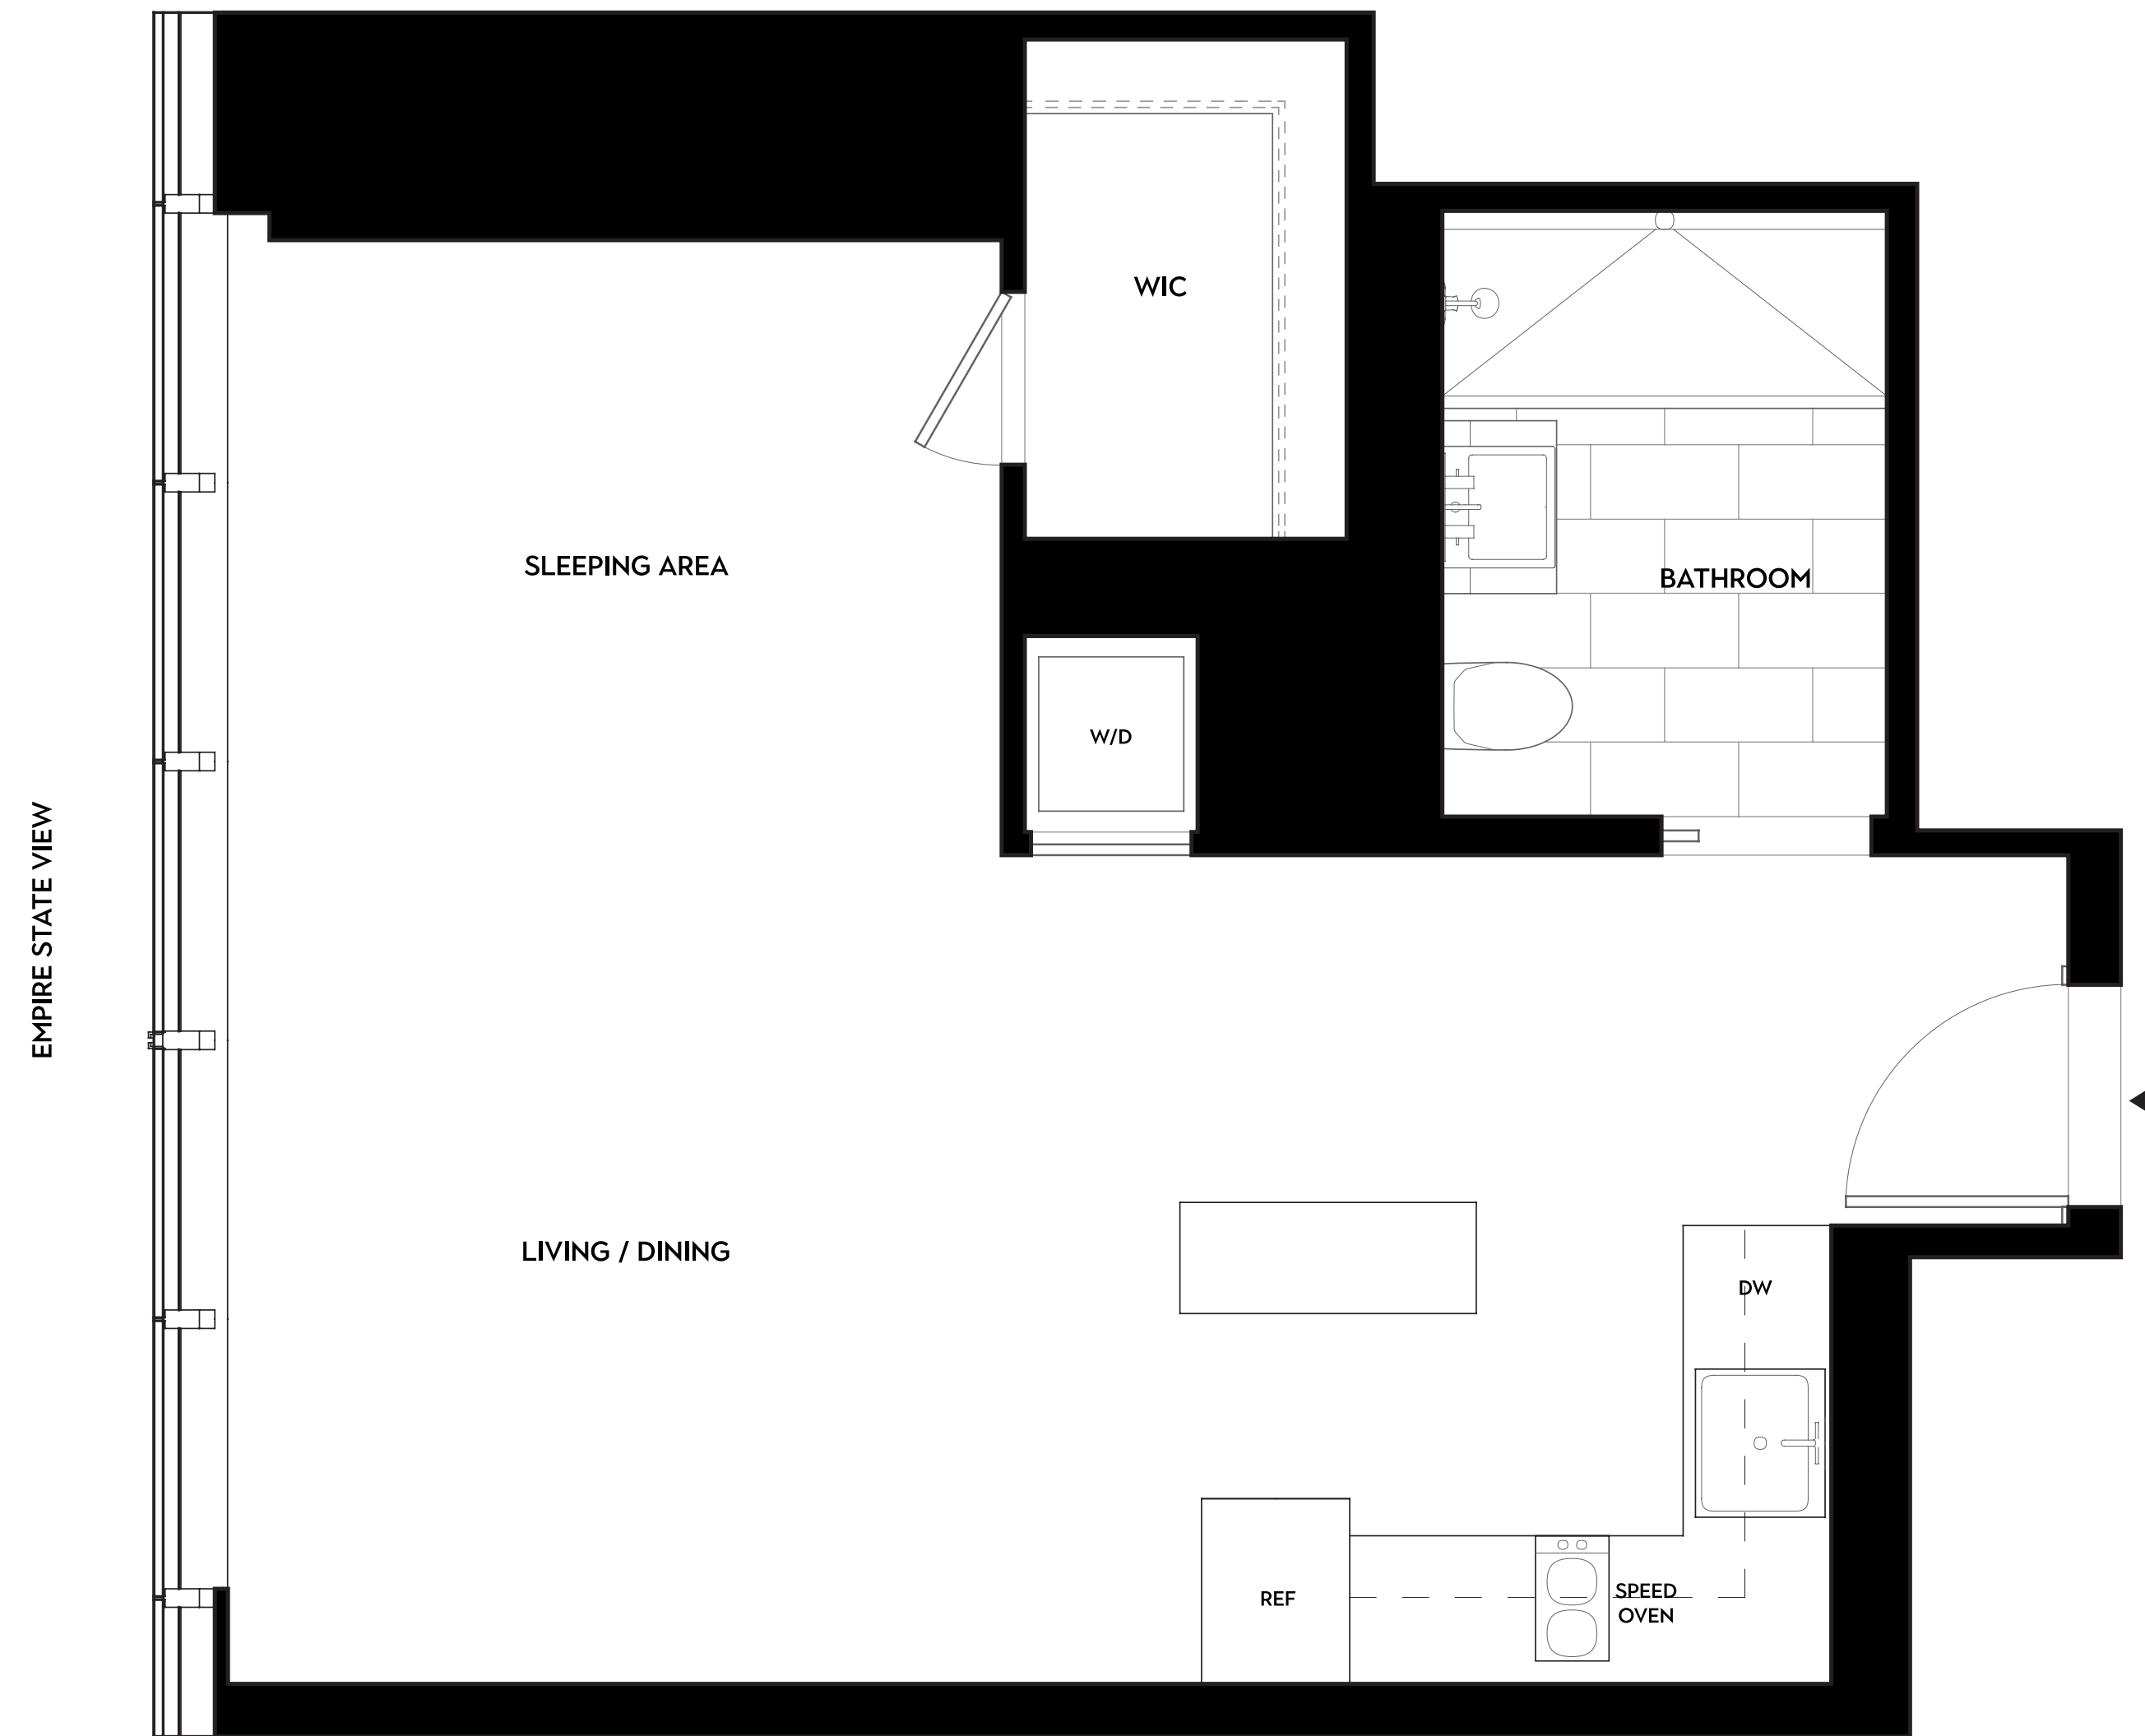 WIC
SLEEPING AREA
BATHROOM
W/D
EMPIRE STATE VIEW
LIVING / DINING
DW
REF
SPEED
OVEN